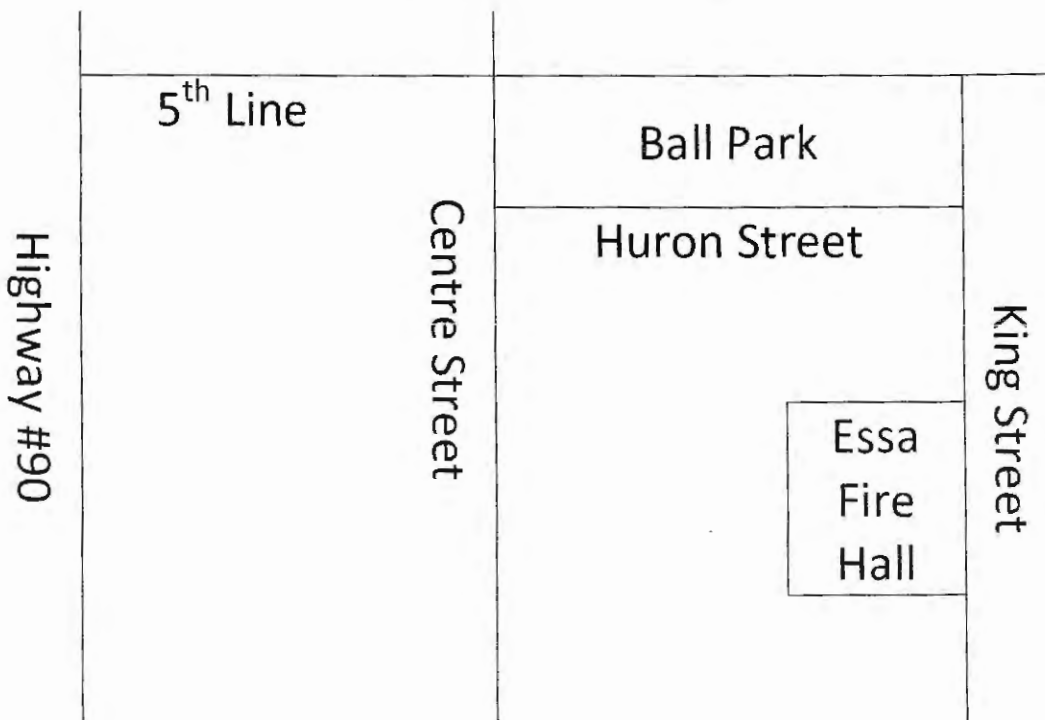 5th Line
Ball Park
Huron Street
Highway #90
Centre Street
King Street
Essa
Fire
Hall